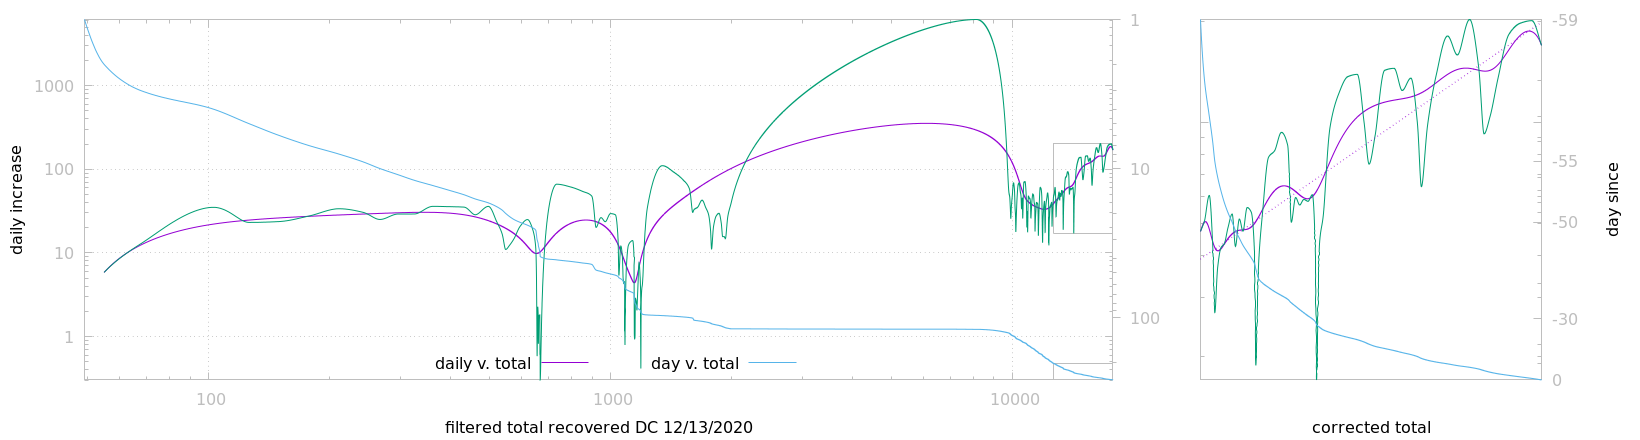 1
-59
1000
daily increase
100
10
-55
day since
-50
10
100
-30
1
daily v. total
day v. total
0
100
1000
10000
filtered total recovered DC 12/13/2020
corrected total